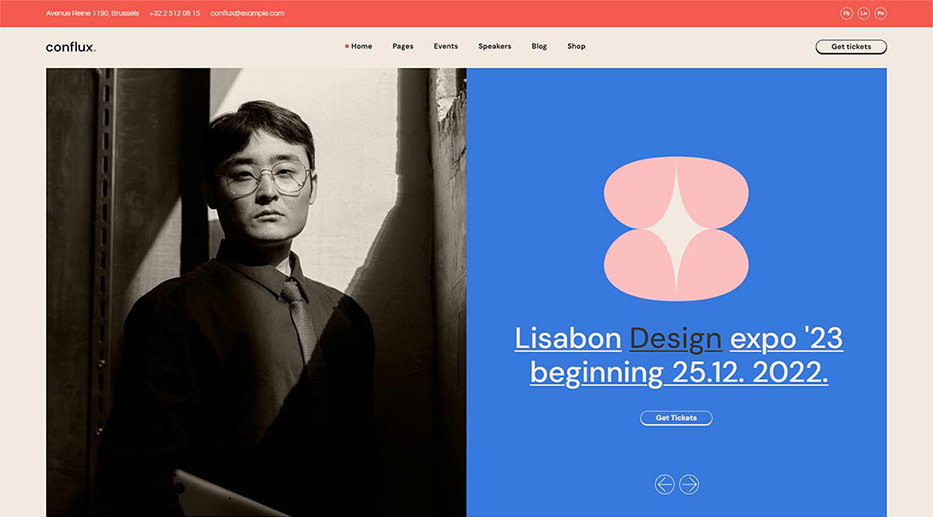 Avenue Reine 1190, Brussels +32 2 512 08 15 conflux@example.com Fb Ln Pn
conflux. Home Pages Events Speakers Blog Shop Get tickets
Lisabon Design expo '23
beginning 25.12. 2022.
Get Tickets